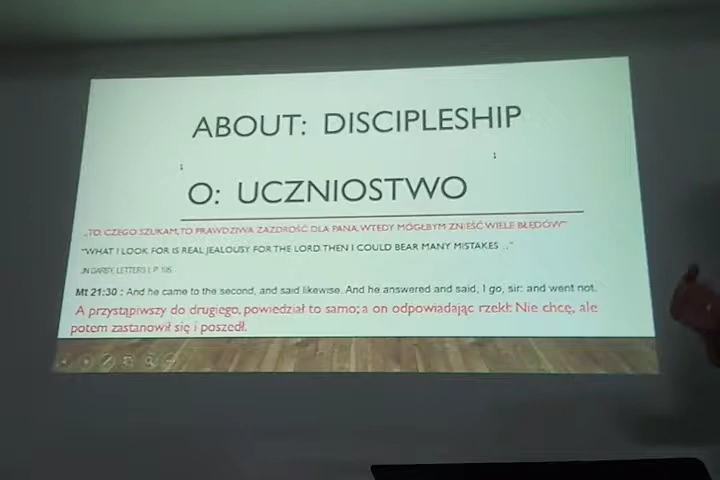 ABOUT: DISCIPLESHIP
O: UCZNIOSTWO
„TO, CZEGO SZUKAM, TO PRAWDZIWA ZAZDROŚĆ DLA PANA, WTEDY MÓGŁBYM ZNIEŚĆ WIELE BŁĘDÓW"
"WHAT I LOOK FOR IS REAL JEALOUSY FOR THE LORD. THEN I COULD BEAR MANY MISTAKES ..."
JN DARBY, LETTERS I, P. 195
Mt 21:30 : And he came to the second, and said likewise. And he answered and said, I go, sir: and went not.
A przystąpiwszy do drugiego, powiedział to samo; a on odpowiadając rzekł: Nie chcę, ale
potem zastanowił się i poszedł.